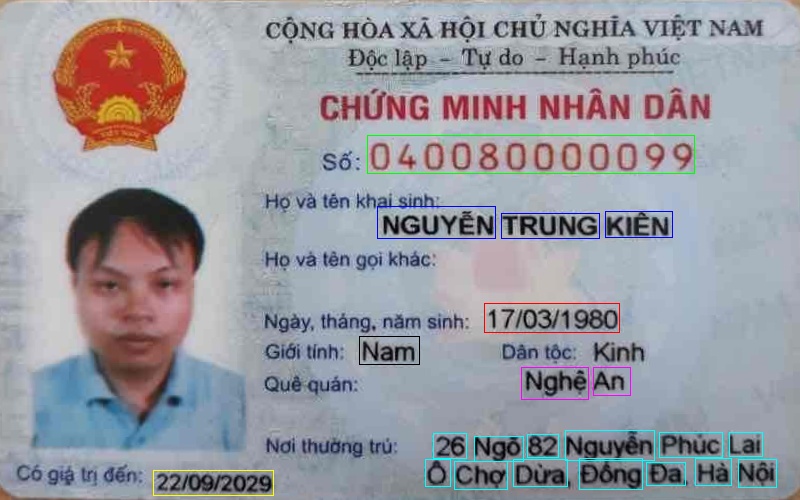 CỘNG HÒA XÃ HỘI CHỦ NGHĨA VIỆT NAM
Độc lập - Tự do - Hạnh phúc
CHỨNG MINH NHÂN DÂN
Số: 040080000099
Họ và tên khai sinh:
NGUYỄN TRUNG KIÊN
Họ và tên gọi khác:
Ngày, tháng, năm sinh: 17/03/1980
Giới tính: Nam Dân tộc: Kinh
Quê quán: Nghệ An
Nơi thường trú: 26 Ngõ 82 Nguyễn Phúc Lai
Ô Chợ Dừa, Đống Đa, Hà Nội
Có giá trị đến: 22/09/2029
VIỆT NAM